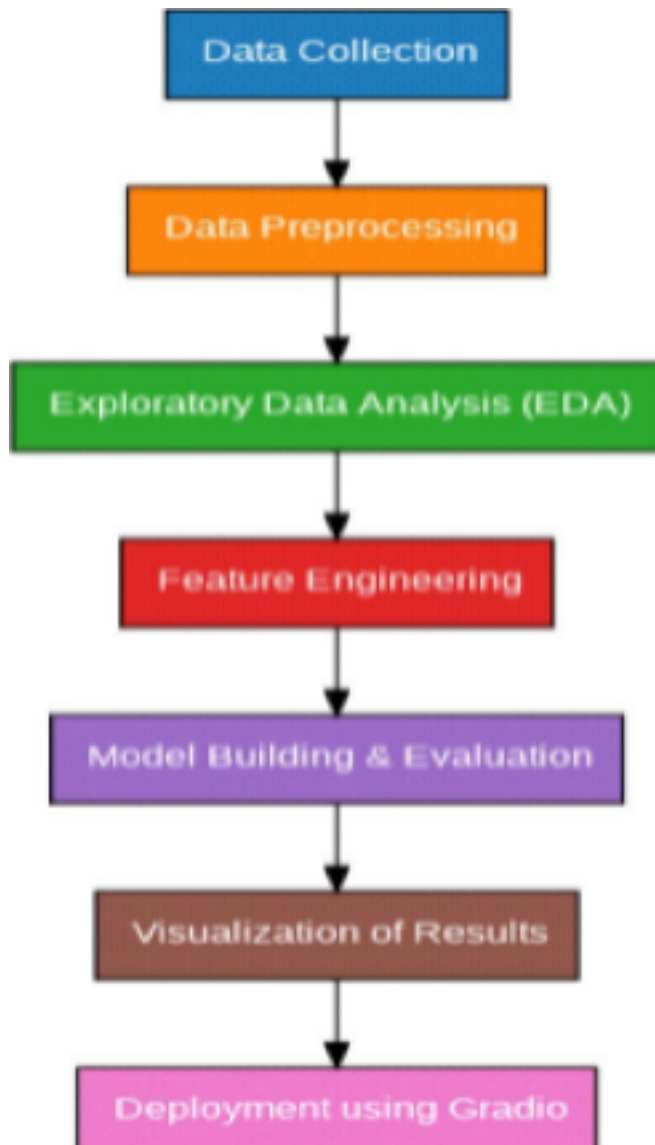 Data Collection
Data Preprocessing
Exploratory Data Analysis (EDA)
Feature Engineering
Model Building & Evaluation
Visualization of Results
Deployment using Gradio